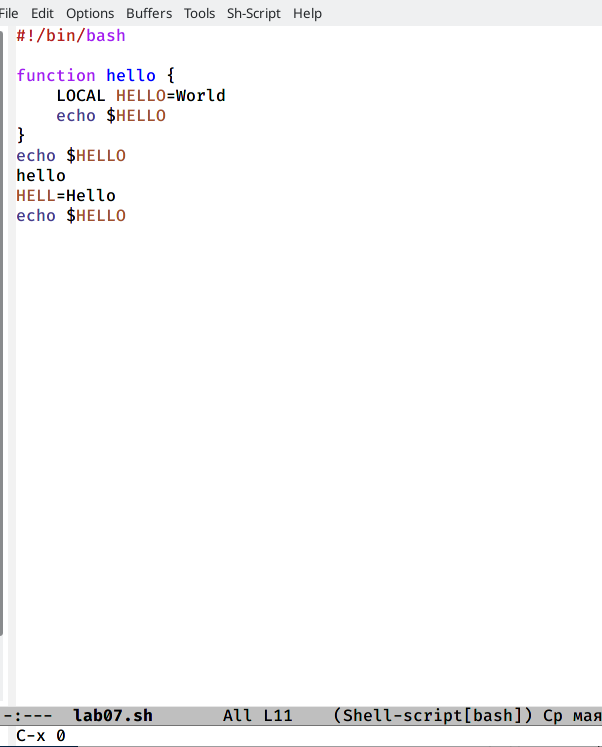 File Edit Options Buffers Tools Sh-Script Help
#!/bin/bash
function hello {
LOCAL HELLO=World
echo $HELLO
}
echo $HELLO
hello
HELL=Hello
echo $HELLO
-:--- lab07.sh All L11 (Shell-script[bash]) Ср мая
C-x 0